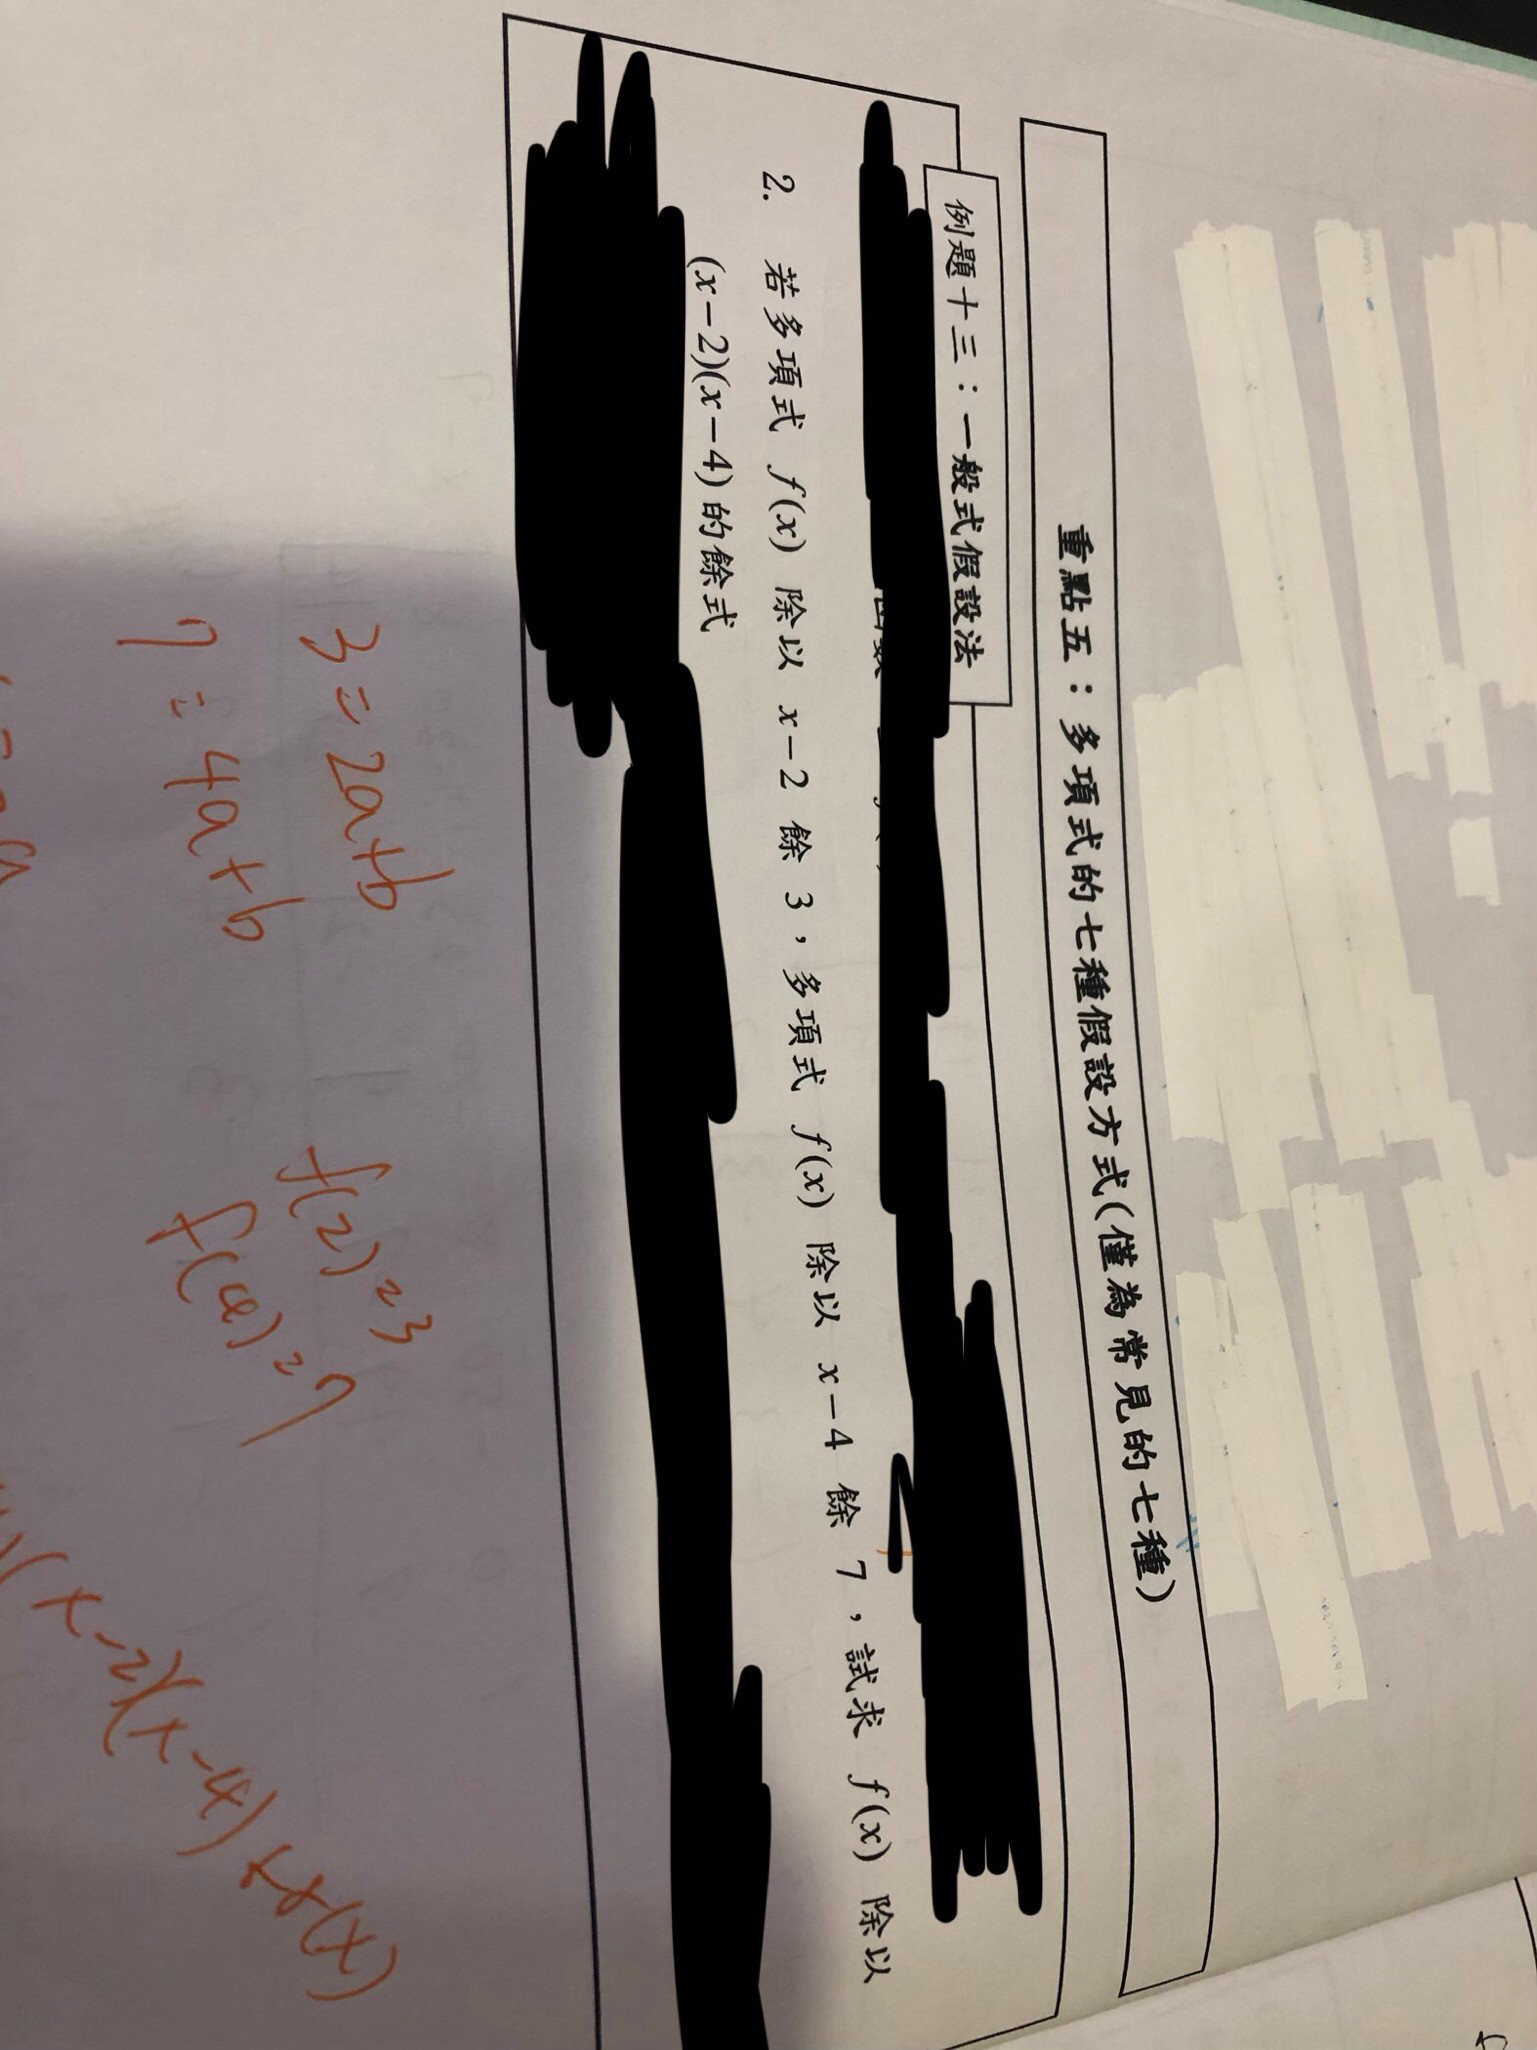 重點五：多項式的七種假設方式(僅為常見的七種)
例題十三：一般式假設法
2. 若多項式 f(x) 除以 x-2 餘 3，多項式 f(x) 除以 x-4 餘 7，試求 f(x) 除以
(x-2)(x-4)的餘式
3=2a+b
7=4a+b
f(2)=3
f(4)=7
(x-2)(x-4)+r(x)